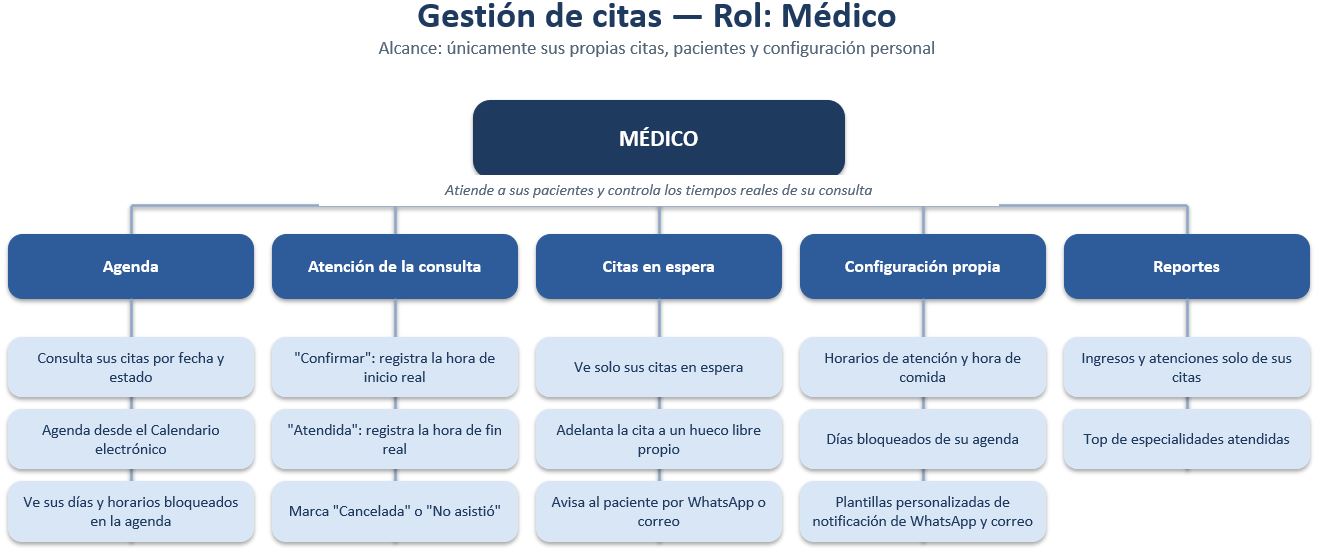 Gestión de citas — Rol: Médico
Alcance: únicamente sus propias citas, pacientes y configuración personal
MÉDICO
Atiende a sus pacientes y controla los tiempos reales de su consulta
Agenda
Consulta sus citas por fecha y
estado
Agenda desde el Calendario
electrónico
Ve sus días y horarios bloqueados
en la agenda
Atención de la consulta
"Confirmar": registra la hora de
inicio real
"Atendida": registra la hora de fin
real
Marca "Cancelada" o "No asistió"
Citas en espera
Ve solo sus citas en espera
Adelanta la cita a un hueco libre
propio
Avisa al paciente por WhatsApp o
correo
Configuración propia
Horarios de atención y hora de
comida
Días bloqueados de su agenda
Plantillas personalizadas de
notificación de WhatsApp y correo
Reportes
Ingresos y atenciones solo de sus
citas
Top de especialidades atendidas